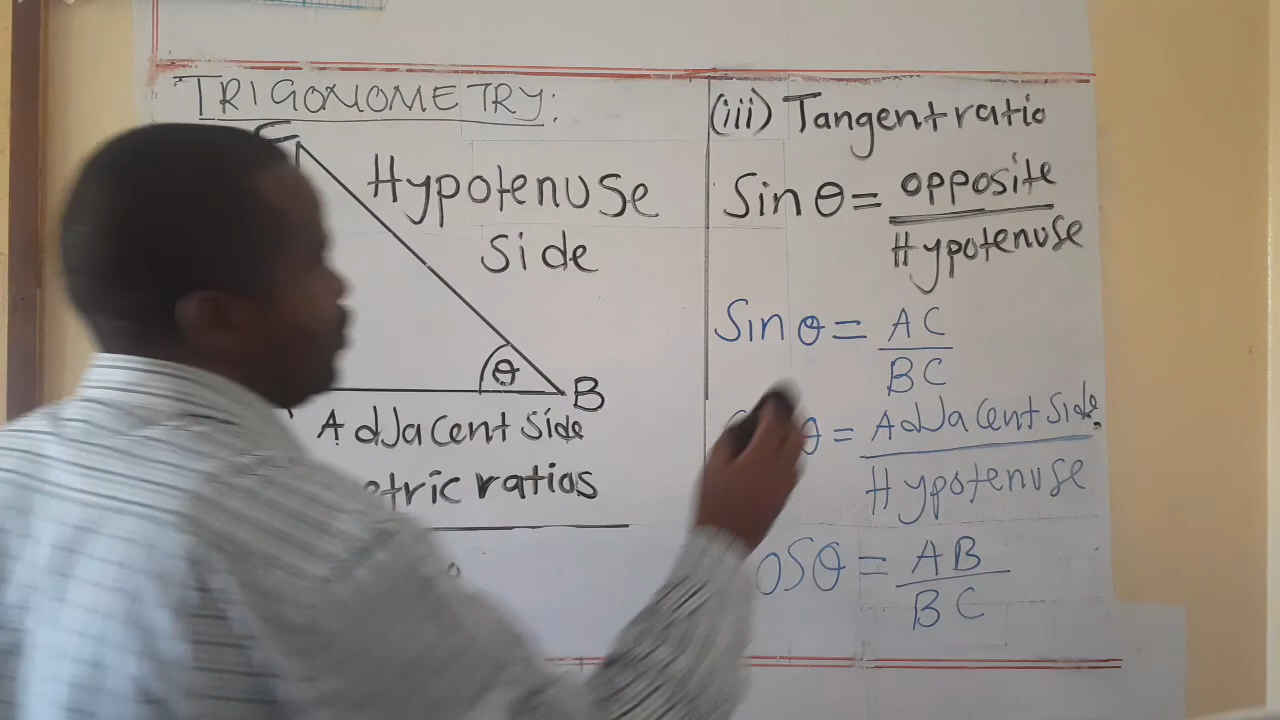 TRIGONOMETRY:
C
Hypotenuse
Side
θ
B
Adjacent side
ratios
(iii) Tangent ratio
Sin θ = opposite
Hypotenuse
Sin θ = AC
BC
θ = Adjacent Side
Hypotenuse
osθ = AB
BC